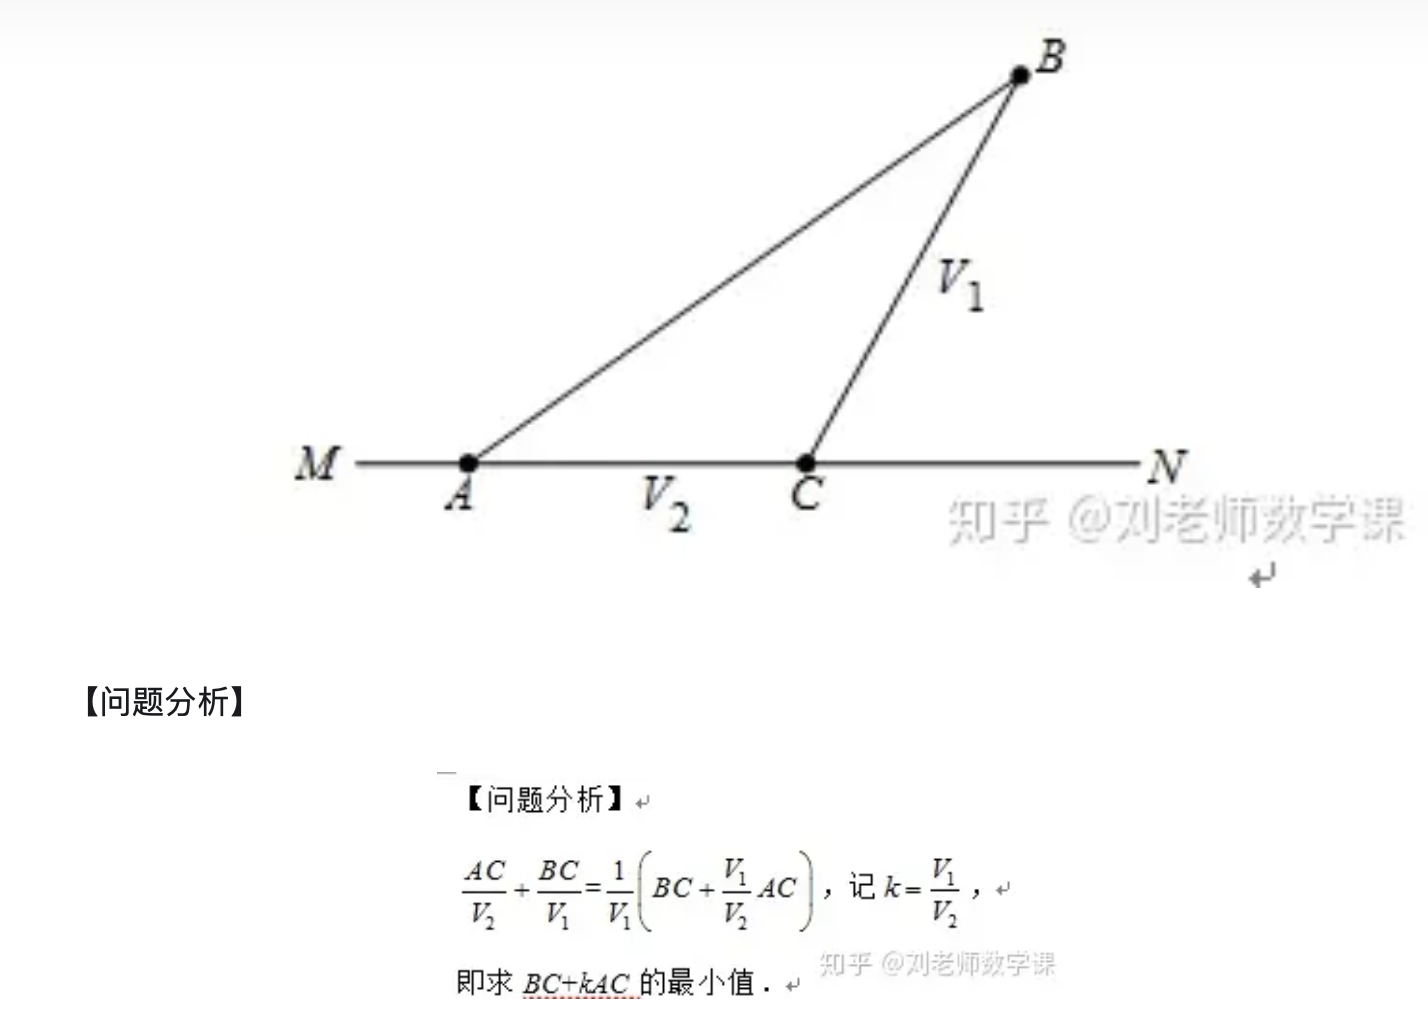 B
V₁
M A V₂ C N
知乎 @刘老师数学课
↵
【问题分析】
【问题分析】↵
AC/V₂ + BC/V₁ = 1/V₁ (BC + V₁/V₂ AC)，记 k = V₁/V₂，↵
知乎 @刘老师数学课
即求 BC+kAC 的最小值．↵